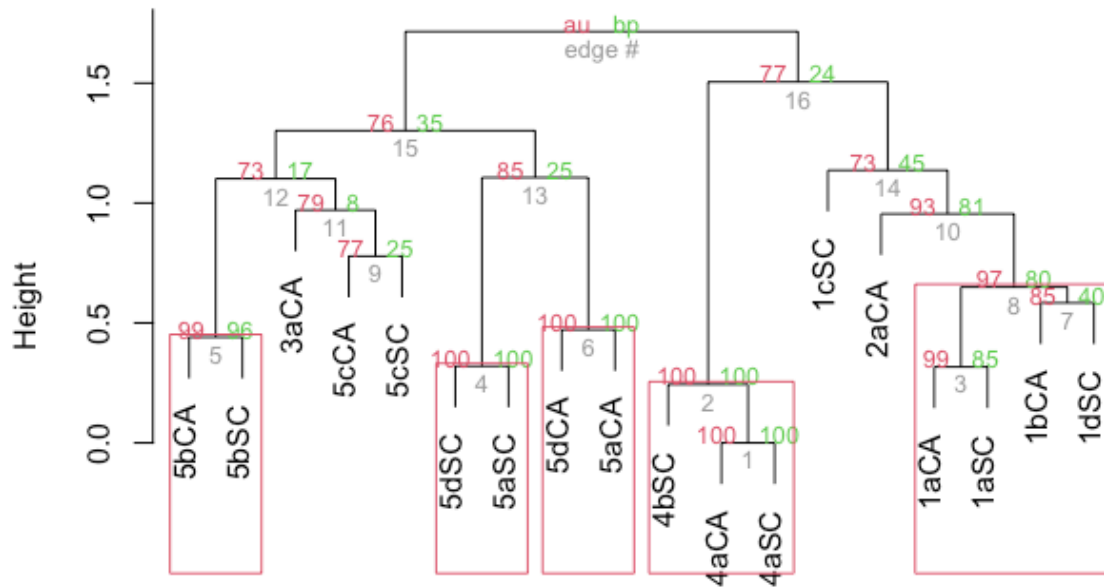 au bp
edge #
77 24
16
1.5
76 35
15
73 17
12
85 25
13
73 45
14
79 8
11
93 81
10
1.0
77 25
9
97 80
8
85 40
7
Height
0.5
99 96
5
100 100
6
100 100
4
99 85
3
100 100
2
100 100
1
0.0
5bCA
5bSC
3aCA
5cCA
5cSC
5dSC
5aSC
5dCA
5aCA
4bSC
4aCA
4aSC
1cSC
2aCA
1aCA
1aSC
1bCA
1dSC